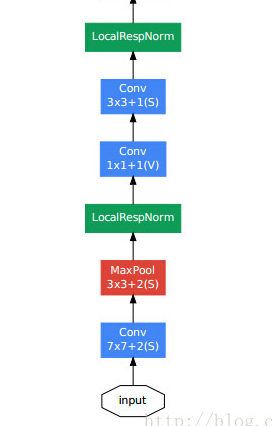 LocalRespNorm
Conv
3x3+1(S)
Conv
1x1+1(V)
LocalRespNorm
MaxPool
3x3+2(S)
Conv
7x7+2(S)
input
http://blog.c